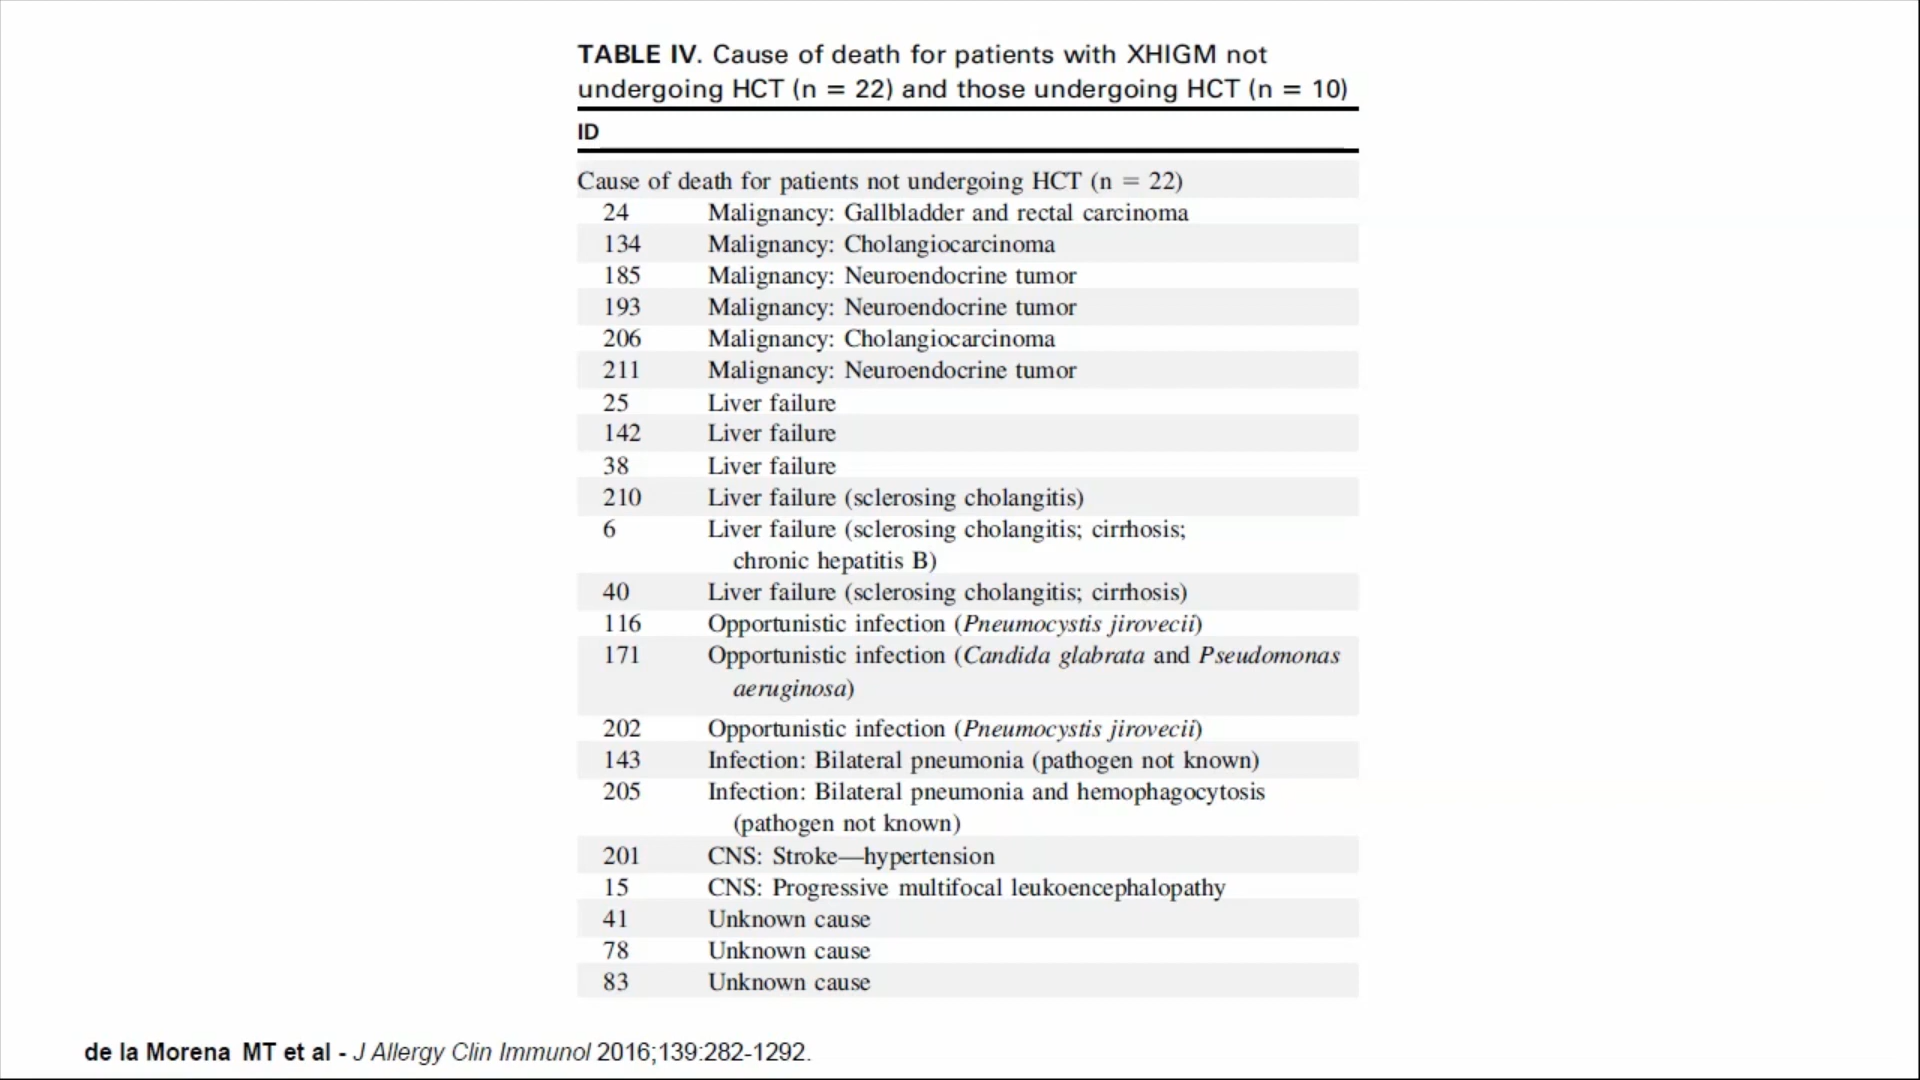 TABLE IV. Cause of death for patients with XHIGM not
undergoing HCT (n = 22) and those undergoing HCT (n = 10)
ID
Cause of death for patients not undergoing HCT (n = 22)
24 Malignancy: Gallbladder and rectal carcinoma
134 Malignancy: Cholangiocarcinoma
185 Malignancy: Neuroendocrine tumor
193 Malignancy: Neuroendocrine tumor
206 Malignancy: Cholangiocarcinoma
211 Malignancy: Neuroendocrine tumor
25 Liver failure
142 Liver failure
38 Liver failure
210 Liver failure (sclerosing cholangitis)
6 Liver failure (sclerosing cholangitis; cirrhosis;
chronic hepatitis B)
40 Liver failure (sclerosing cholangitis; cirrhosis)
116 Opportunistic infection (Pneumocystis jirovecii)
171 Opportunistic infection (Candida glabrata and Pseudomonas
aeruginosa)
202 Opportunistic infection (Pneumocystis jirovecii)
143 Infection: Bilateral pneumonia (pathogen not known)
205 Infection: Bilateral pneumonia and hemophagocytosis
(pathogen not known)
201 CNS: Stroke—hypertension
15 CNS: Progressive multifocal leukoencephalopathy
41 Unknown cause
78 Unknown cause
83 Unknown cause
de la Morena MT et al - J Allergy Clin Immunol 2016;139:282-1292.